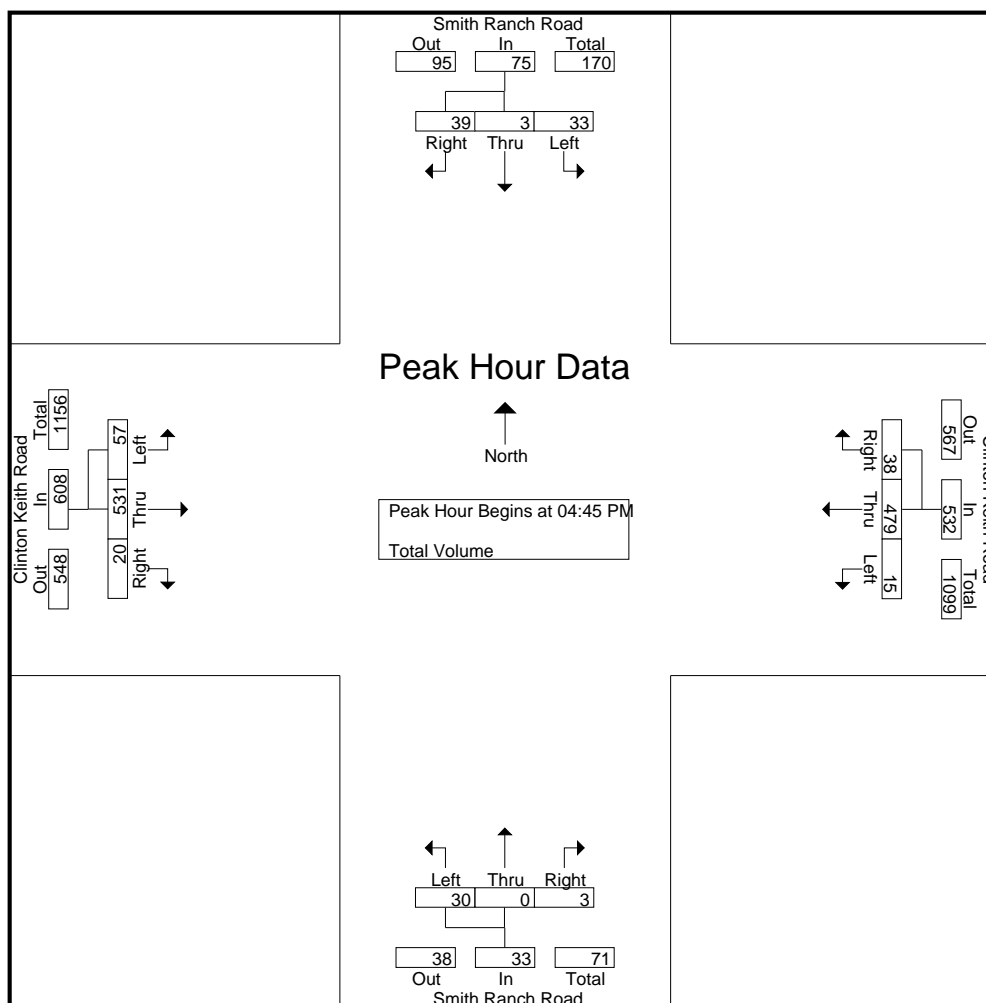 Smith Ranch Road
Out In Total
95 75 170
39 3 33
Right Thru Left
Peak Hour Data
North
Peak Hour Begins at 04:45 PM
Total Volume
Clinton Keith Road
Out In Total
548 608 1156
20 531 57
Right Thru Left
Out In Total
567 532 1099
38 479 15
Right Thru Left
Left Thru Right
30 0 3
38 33 71
Out In Total
Smith Ranch Road